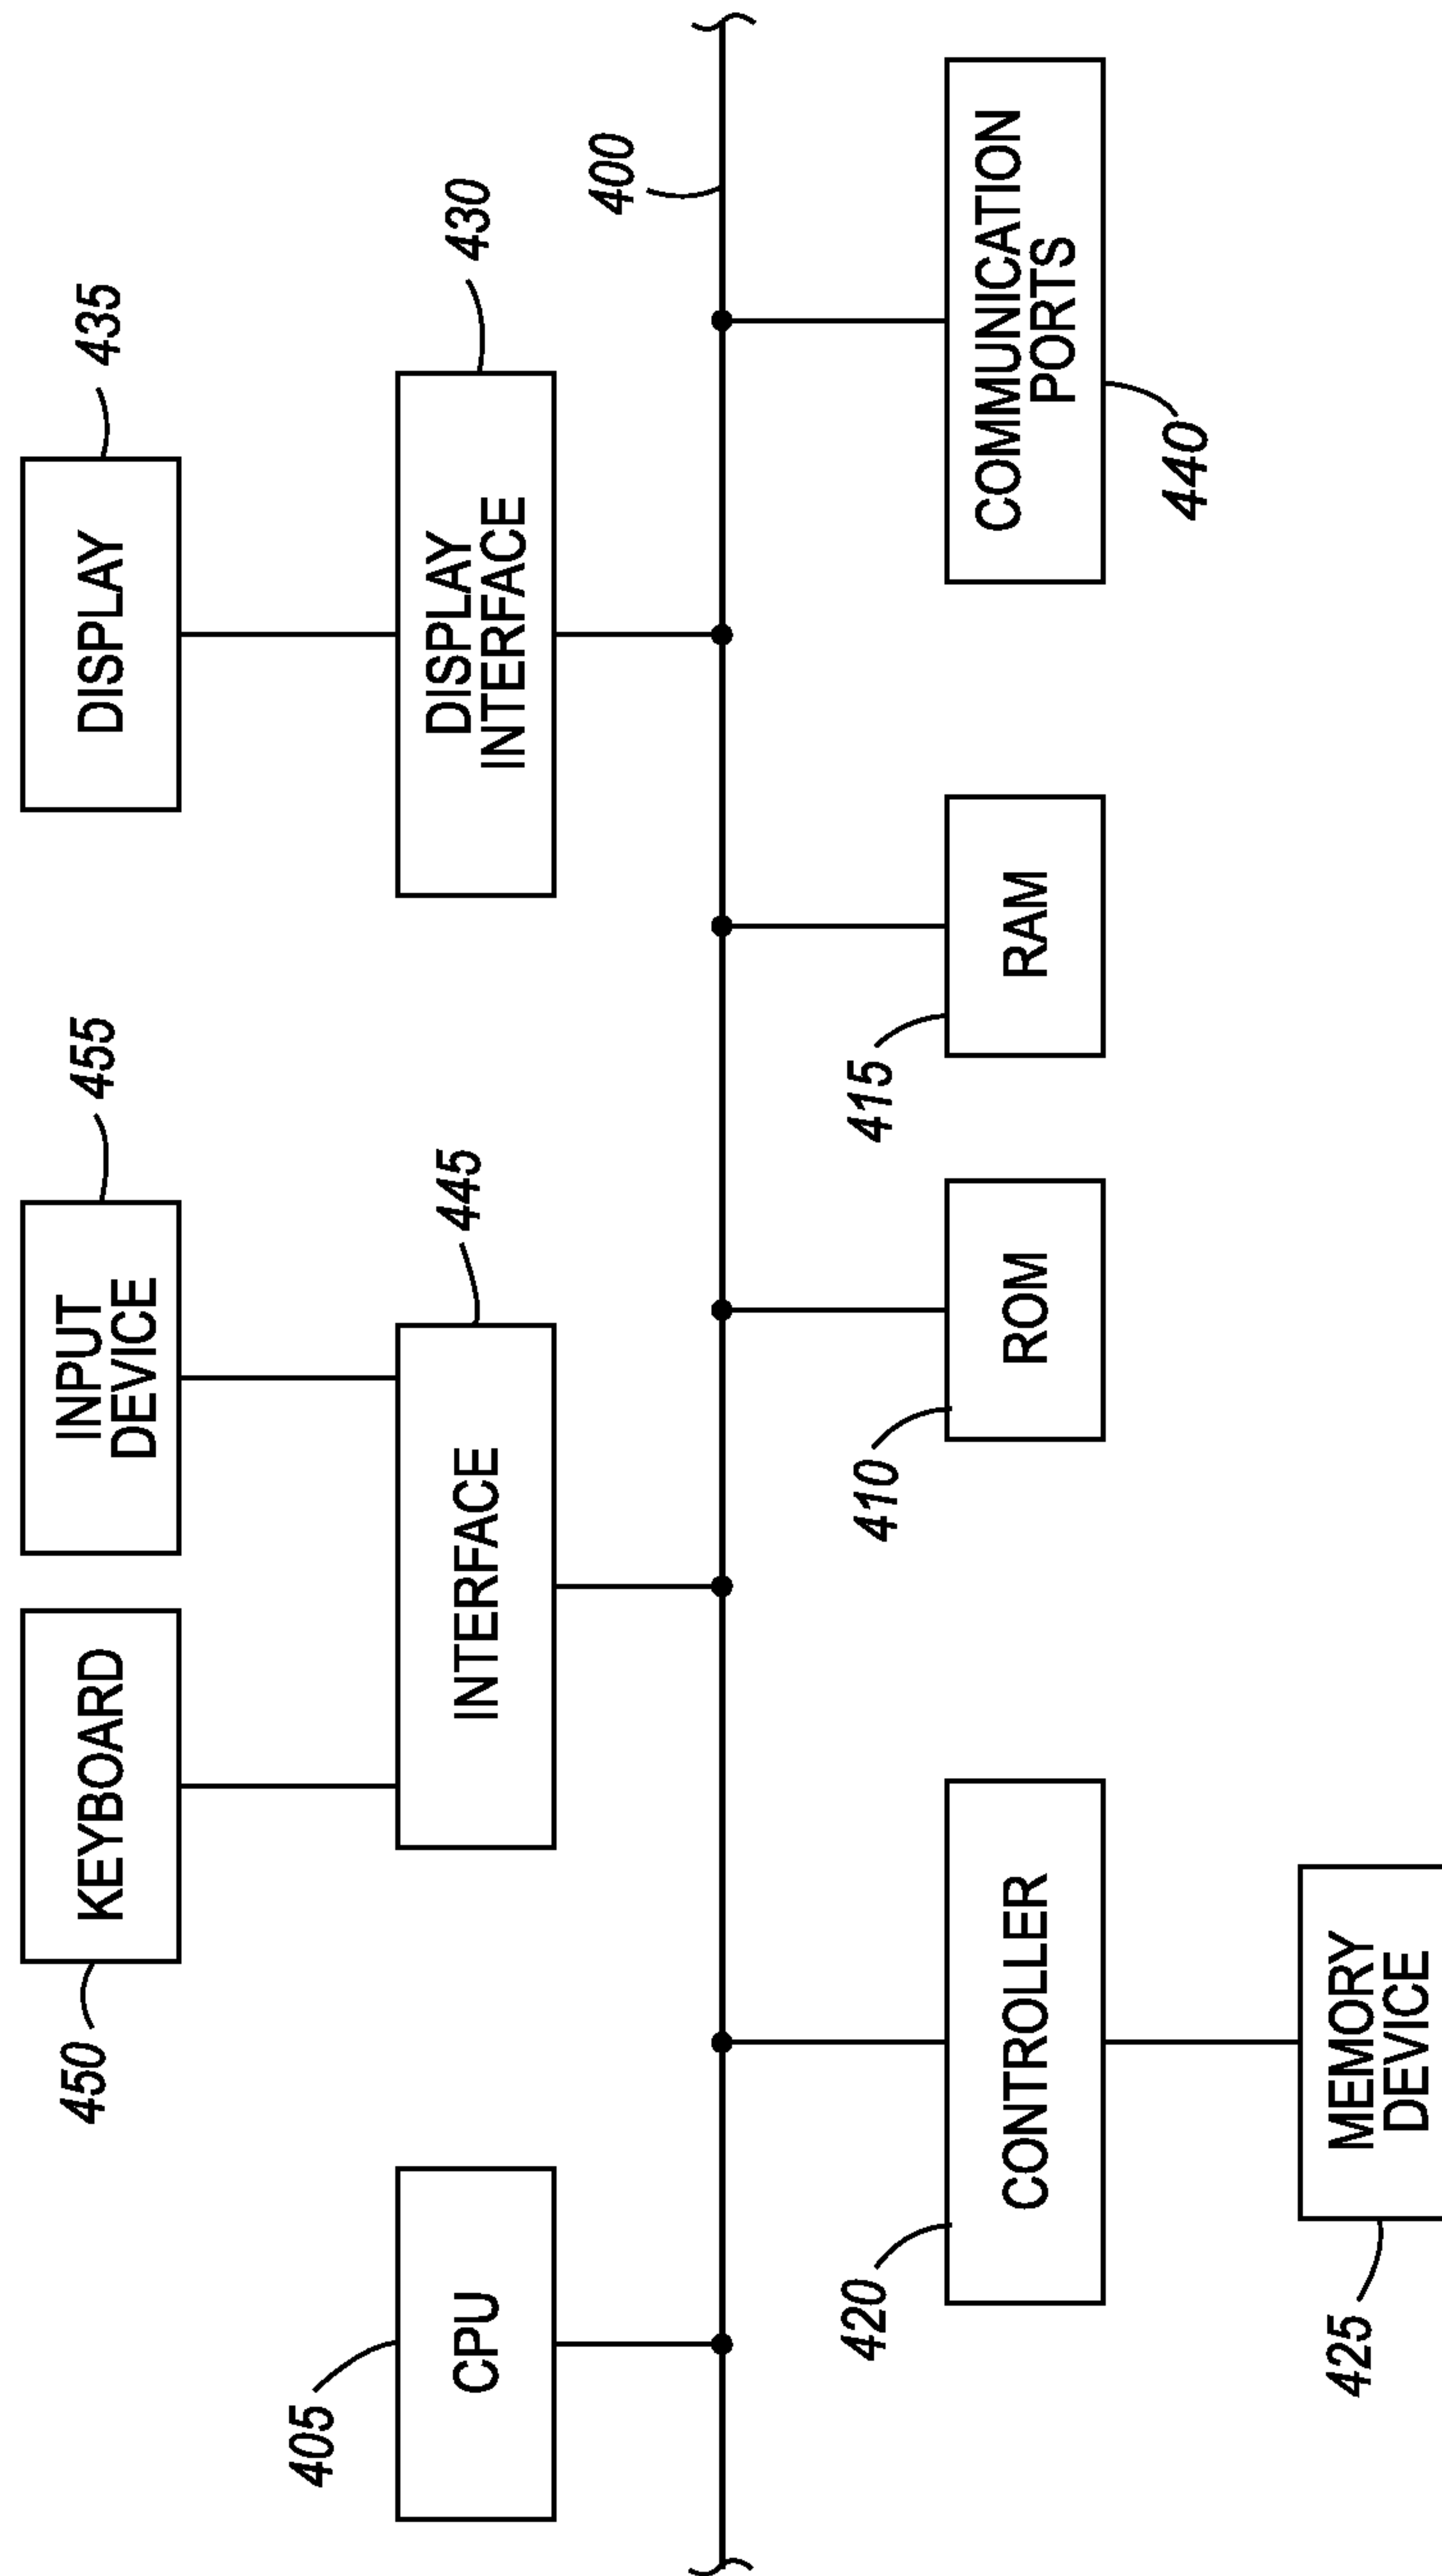 450
KEYBOARD
INPUT
DEVICE
455
DISPLAY
435
405
CPU
INTERFACE
445
DISPLAY
INTERFACE
430
400
420
CONTROLLER
410
ROM
415
RAM
COMMUNICATION
PORTS
440
425
MEMORY
DEVICE